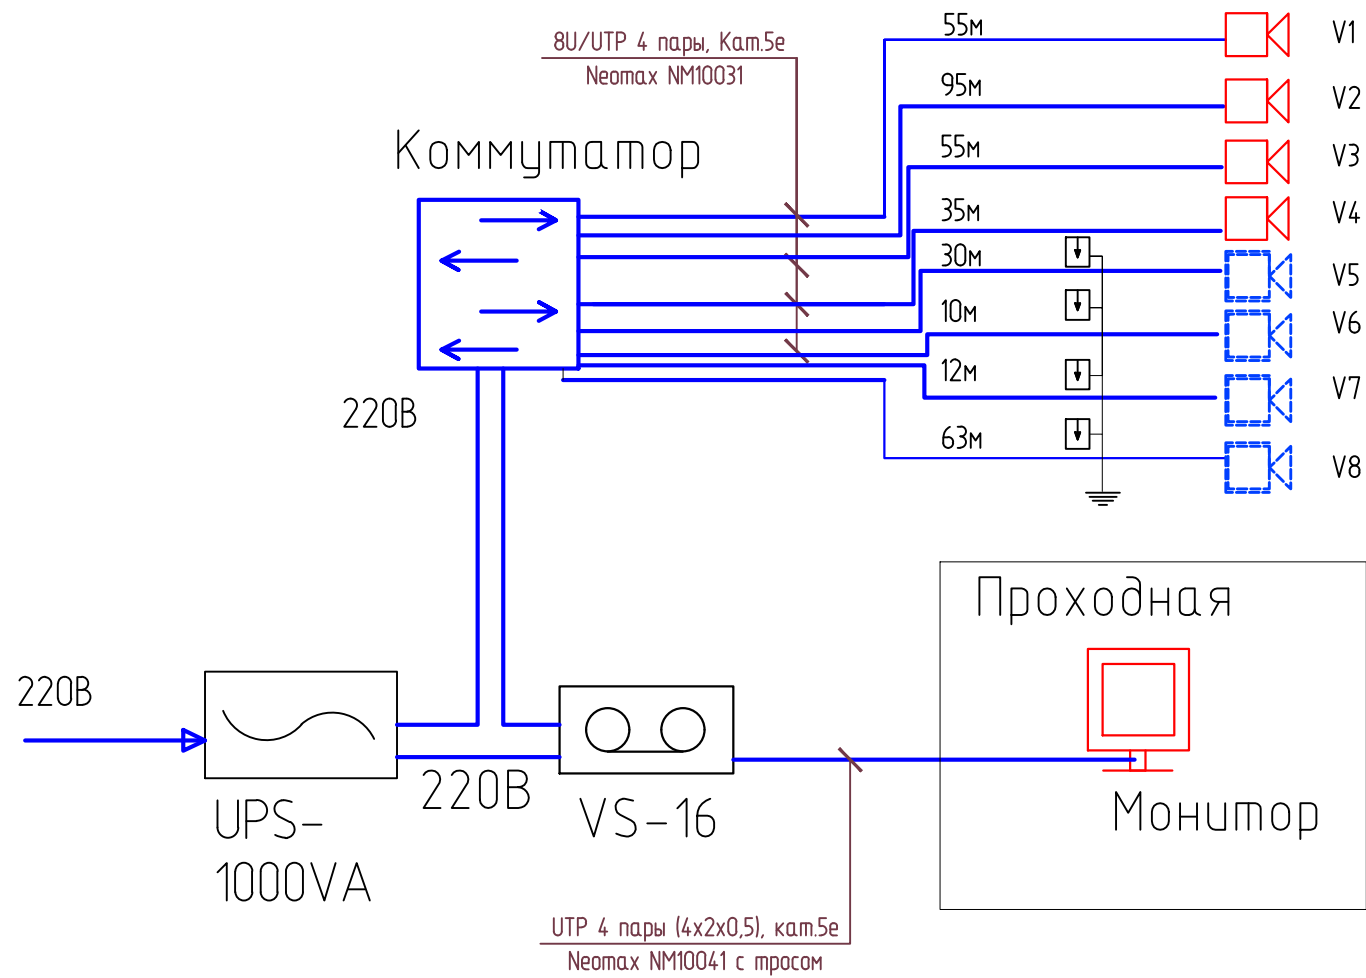 55м V1
8U/UTP 4 пары, Кат.5е
Neomax NM10031
95м V2
Коммутатор
55м V3
35м V4
30м V5
10м V6
12м V7
220В
63м V8
Проходная
220В
220В
Монитор
UPS-
1000VA
VS-16
UTP 4 пары (4х2х0,5), кат.5е
Neomax NM10041 с тросом